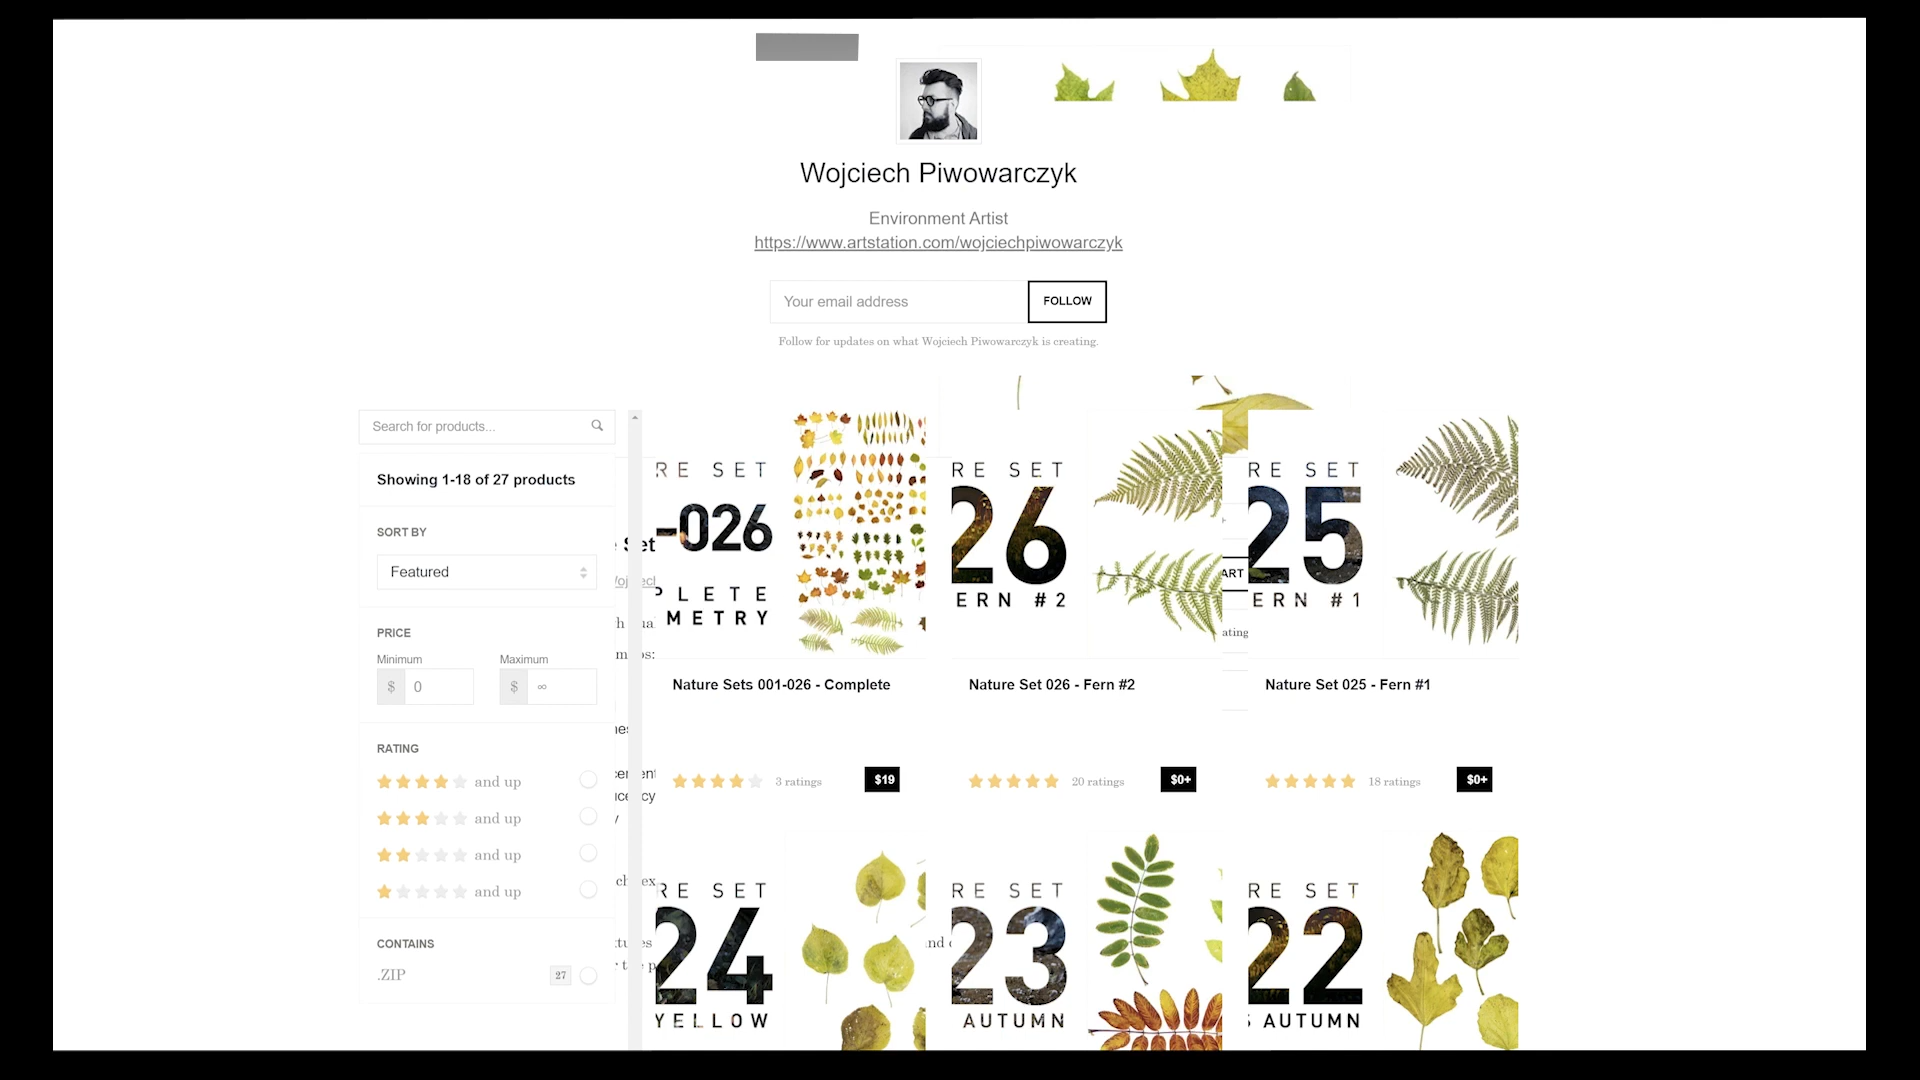 Wojciech Piwowarczyk
Environment Artist
https://www.artstation.com/wojciechpiwowarczyk
Your email address
FOLLOW
Follow for updates on what Wojciech Piwowarczyk is creating.
Search for products...
Showing 1-18 of 27 products
SORT BY
Featured
PRICE
Minimum
Maximum
$ 0
$ ∞
RATING
and up
and up
and up
and up
CONTAINS
.ZIP
27
RE SET
-026
PLETE
METRY
Nature Sets 001-026 - Complete
3 ratings
$19
RE SET
26
ERN #2
Nature Set 026 - Fern #2
20 ratings
$0+
RE SET
25
ERN #1
Nature Set 025 - Fern #1
18 ratings
$0+
RE SET
24
YELLOW
RE SET
23
AUTUMN
RE SET
22
AUTUMN
Set
ART
ating